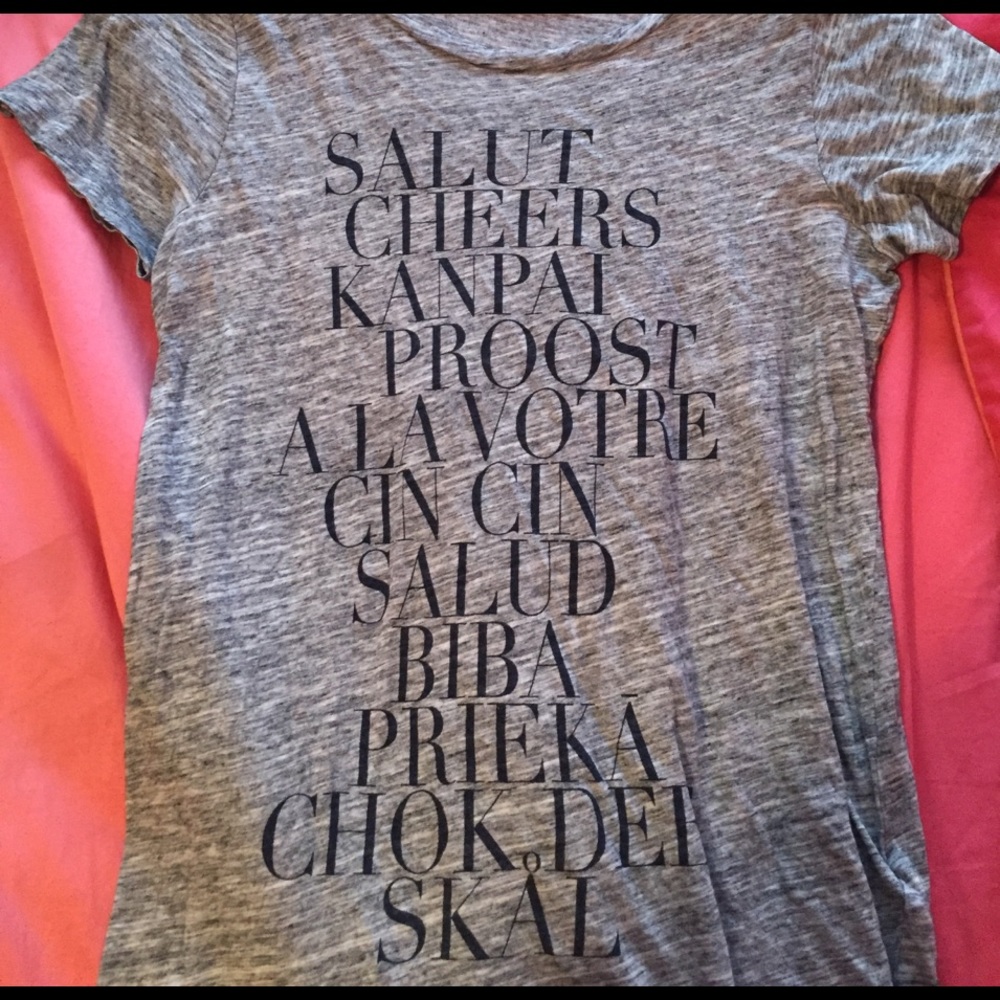 SALUT
CHEERS
KANPAI
PROOST
A LA VOTRE
CIN CIN
SALUD
BIBA
PRIEKĀ
CHOK DEE
SKÅL